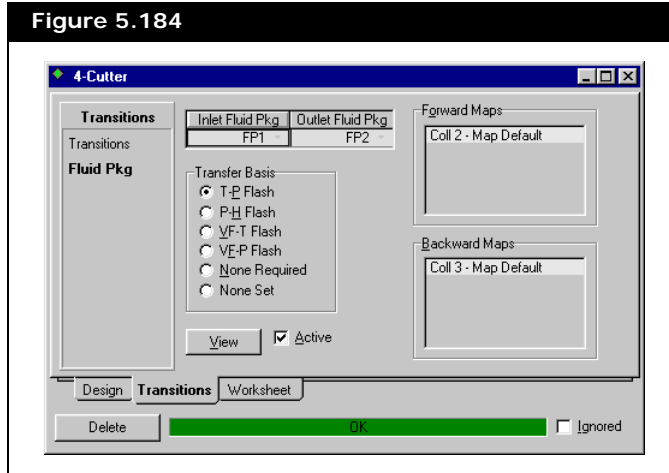 Figure 5.184
4-Cutter
Transitions
Transitions
Fluid Pkg
Inlet Fluid Pkg Outlet Fluid Pkg
FP1 FP2
Transfer Basis
T-P Flash
P-H Flash
VF-T Flash
VF-P Flash
None Required
None Set
View Active
Forward Maps
Coll 2 - Map Default
Backward Maps
Coll 3 - Map Default
Design Transitions Worksheet
Delete OK Ignored